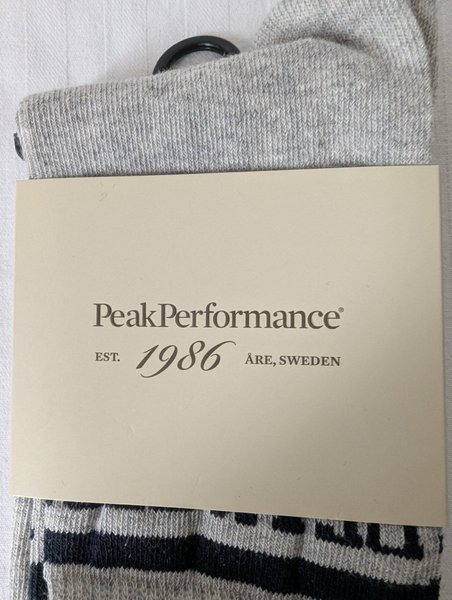 PeakPerformance®
EST. 1986 ÅRE, SWEDEN